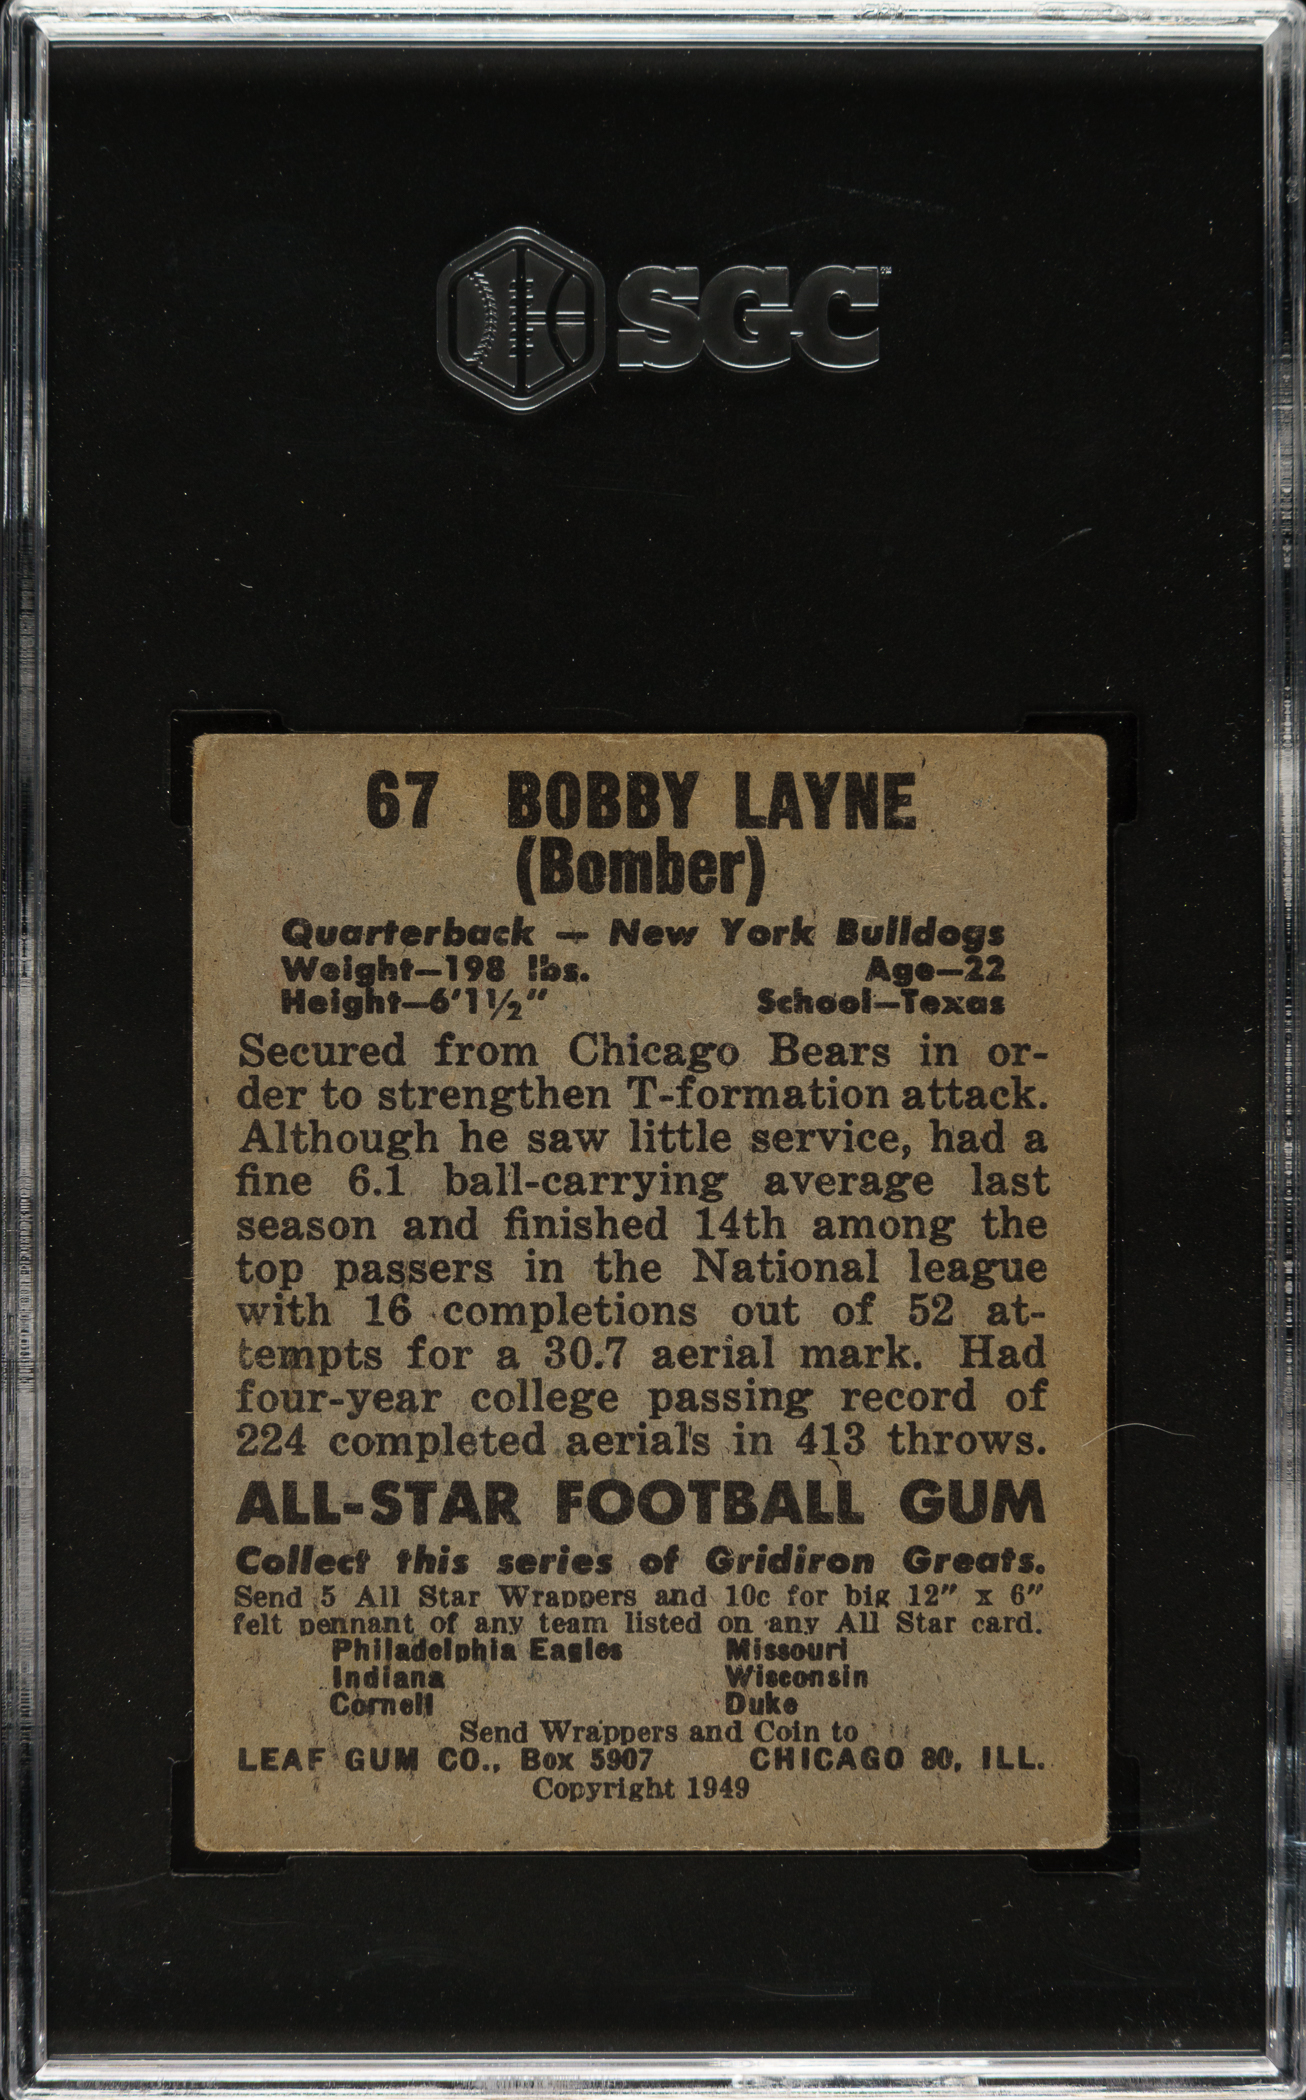 SGC™
67 BOBBY LAYNE
(Bomber)
Quarterback — New York Bulldogs
Weight—198 lbs. Age—22
Height—6'1½" School—Texas
Secured from Chicago Bears in or-
der to strengthen T-formation attack.
Although he saw little service, had a
fine 6.1 ball-carrying average last
season and finished 14th among the
top passers in the National league
with 16 completions out of 52 at-
tempts for a 30.7 aerial mark. Had
four-year college passing record of
224 completed aerials in 413 throws.
ALL-STAR FOOTBALL GUM
Collect this series of Gridiron Greats.
Send 5 All Star Wrappers and 10c for big 12" x 6"
felt pennant of any team listed on any All Star card.
Philadelphia Eagles Missouri
Indiana Wisconsin
Cornell Duke
Send Wrappers and Coin to
LEAF GUM CO., Box 5907 CHICAGO 80, ILL.
Copyright 1949